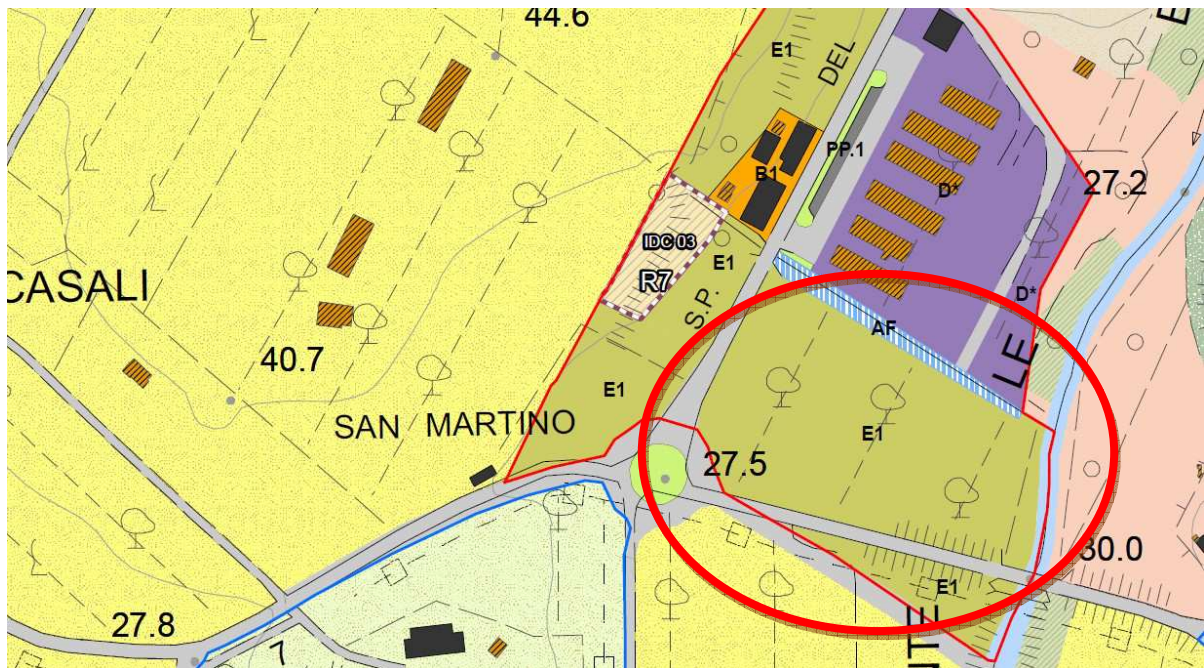 44.6
E1
DEL
PP.1
B1
D*
27.2
IDC 03
R7
E1
S.P.
CASALI
D*
AF
LE
40.7
E1
SAN MARTINO
E1
27.5
30.0
E1
27.8
7